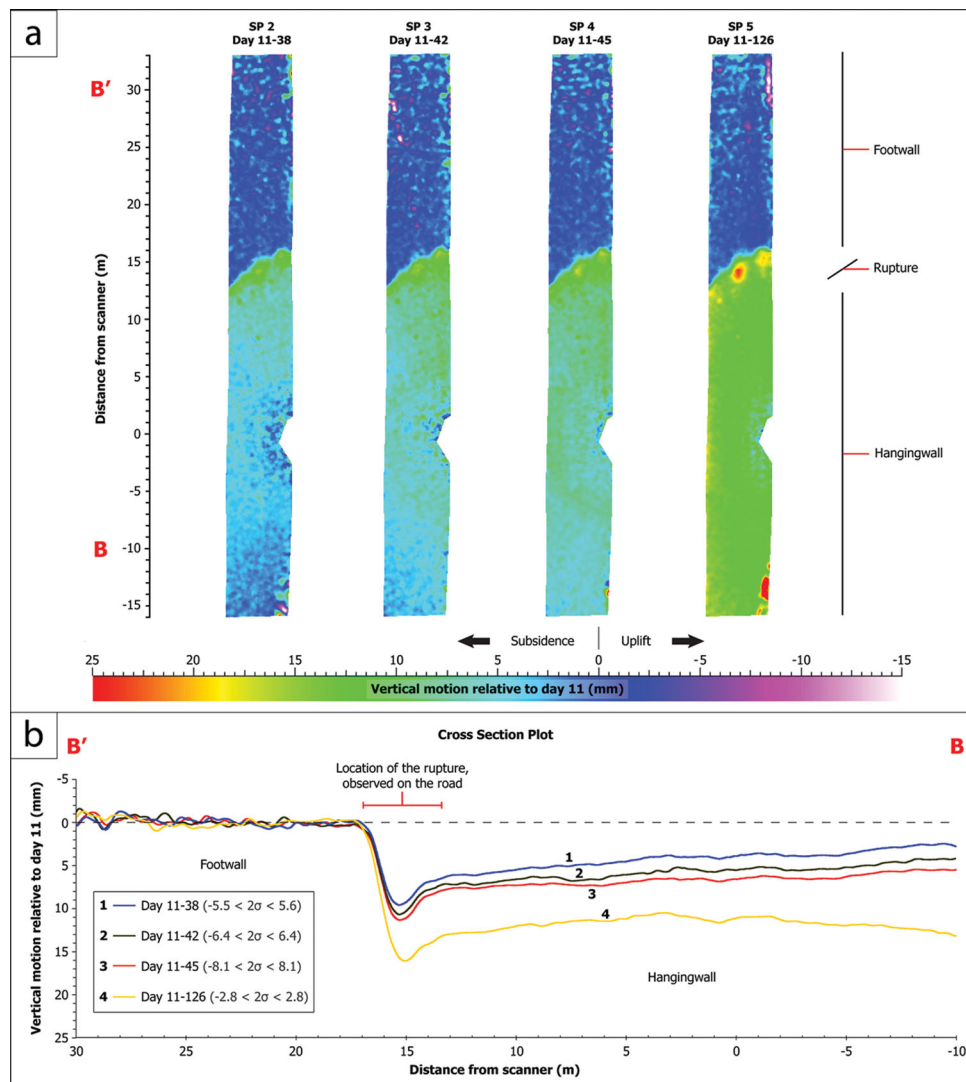 a
SP 2
Day 11-38
SP 3
Day 11-42
SP 4
Day 11-45
SP 5
Day 11-126
B'
B
Distance from scanner (m)
30
25
20
15
10
5
0
-5
-10
-15
Footwall
Rupture
Hangingwall
Subsidence
Uplift
25 20 15 10 5 0 -5 -10 -15
Vertical motion relative to day 11 (mm)
b
B'
Cross Section Plot
B
Location of the rupture,
observed on the road
Vertical motion relative to day 11 (mm)
-5
0
5
10
15
20
25
Footwall
1
2
3
4
1 Day 11-38 (-5.5 < 2σ < 5.6)
2 Day 11-42 (-6.4 < 2σ < 6.4)
3 Day 11-45 (-8.1 < 2σ < 8.1)
4 Day 11-126 (-2.8 < 2σ < 2.8)
Hangingwall
30 25 20 15 10 5 0 -5 -10
Distance from scanner (m)